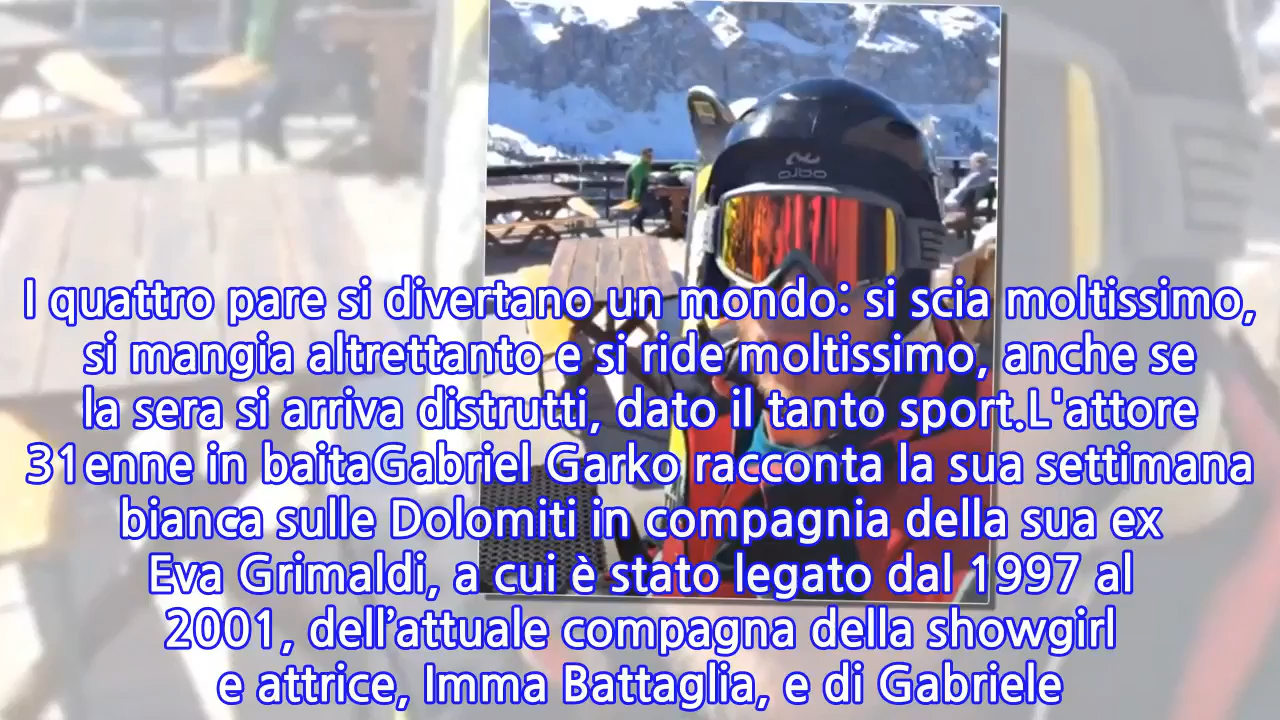 olbo
I quattro pare si divertano un mondo: si scia moltissimo,
si mangia altrettanto e si ride moltissimo, anche se
la sera si arriva distrutti, dato il tanto sport.L'attore
31enne in baitaGabriel Garko racconta la sua settimana
bianca sulle Dolomiti in compagnia della sua ex
Eva Grimaldi, a cui è stato legato dal 1997 al
2001, dell’attuale compagna della showgirl
e attrice, Imma Battaglia, e di Gabriele